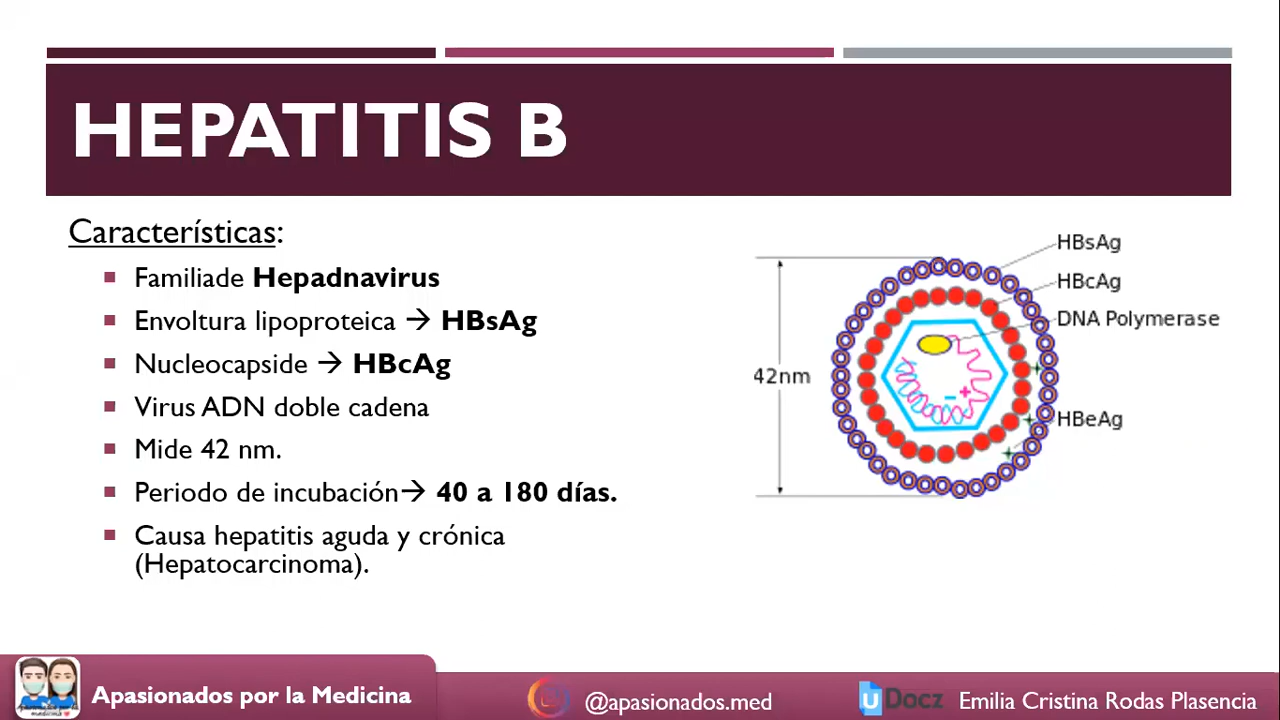 HEPATITIS B
Características:
Familiade Hepadnavirus
Envoltura lipoproteica → HBsAg
Nucleocapside → HBcAg
Virus ADN doble cadena
Mide 42 nm.
Periodo de incubación→ 40 a 180 días.
Causa hepatitis aguda y crónica
(Hepatocarcinoma).
HBsAg
HBcAg
DNA Polymerase
42nm
+
−
HBeAg
Apasionados por la Medicina
@apasionados.med
U Docz
Emilia Cristina Rodas Plasencia